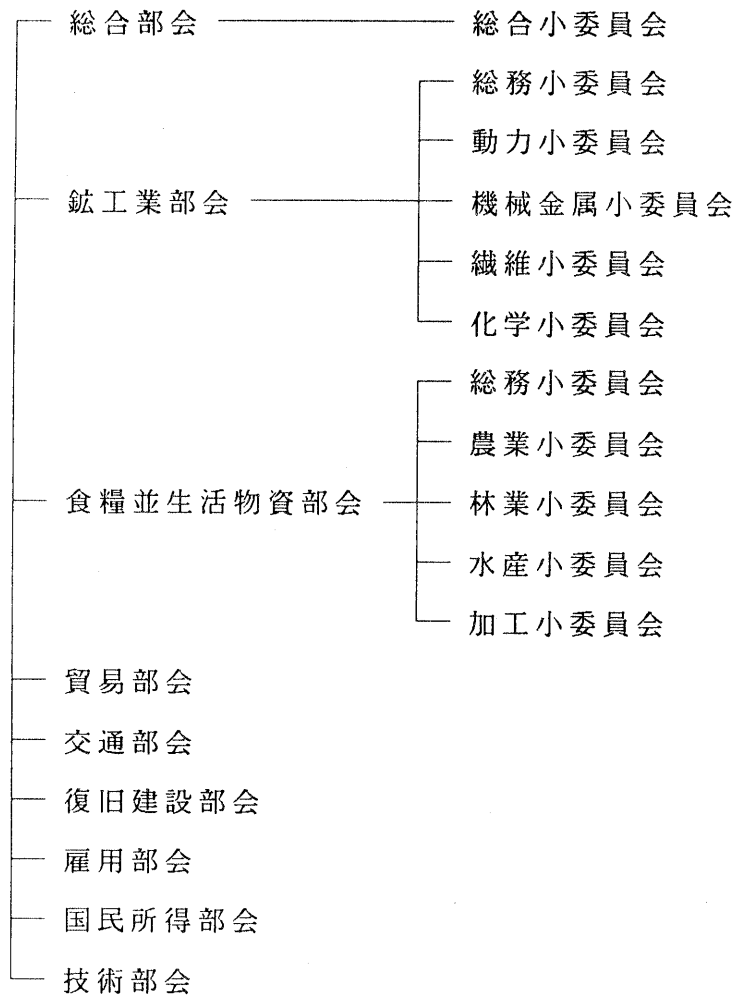 総合部会 総合小委員会
総務小委員会
動力小委員会
鉱工業部会 機械金属小委員会
繊維小委員会
化学小委員会
総務小委員会
農業小委員会
食糧並生活物資部会 林業小委員会
水産小委員会
加工小委員会
貿易部会
交通部会
復旧建設部会
雇用部会
国民所得部会
技術部会